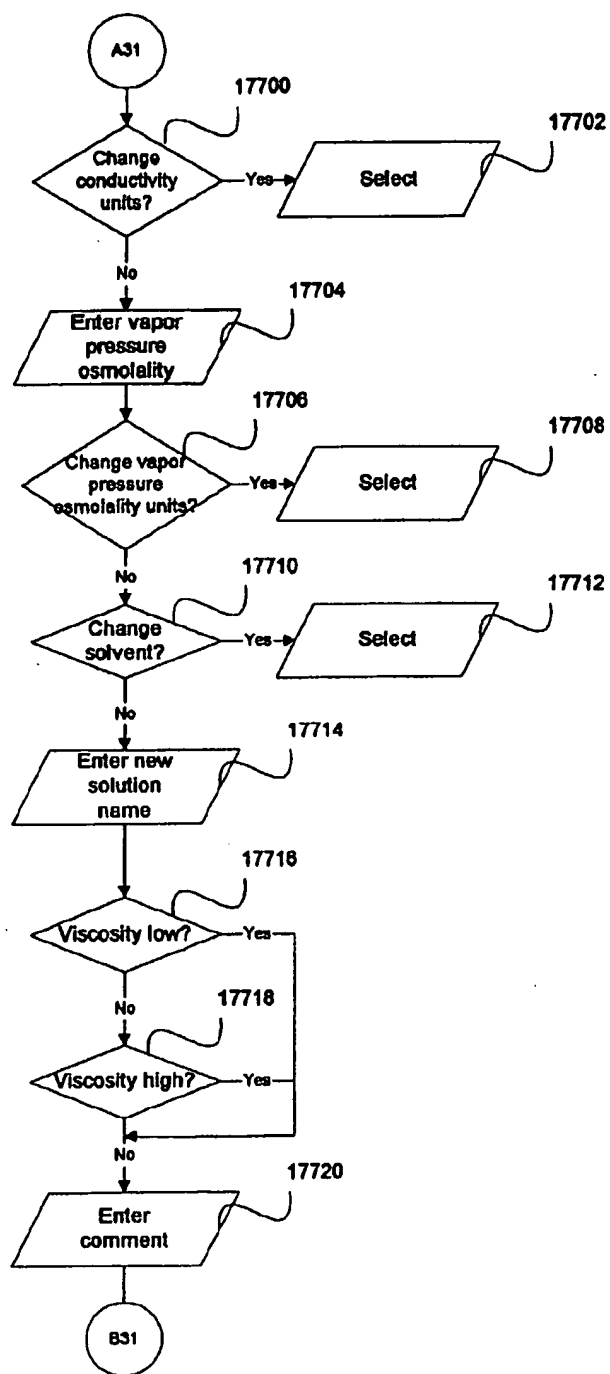 A31
17700
Change
conductivity
units?
Yes
Select
17702
No
17704
Enter vapor
pressure
osmolality
17706
Change vapor
pressure
osmolality units?
Yes
Select
17708
No
17710
Change
solvent?
Yes
Select
17712
No
17714
Enter new
solution
name
17716
Viscosity low?
Yes
No
17718
Viscosity high?
Yes
No
17720
Enter
comment
B31